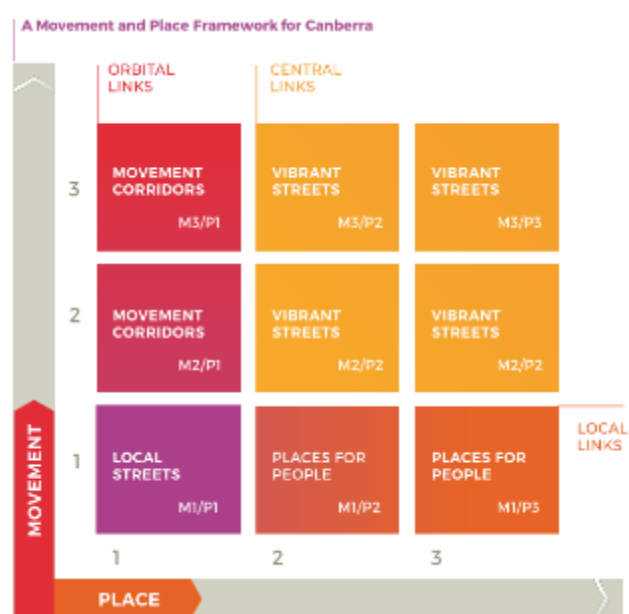 A Movement and Place Framework for Canberra
ORBITAL
LINKS
CENTRAL
LINKS
3
MOVEMENT
CORRIDORS
M3/P1
VIBRANT
STREETS
M3/P2
VIBRANT
STREETS
M3/P3
2
MOVEMENT
CORRIDORS
M2/P1
VIBRANT
STREETS
M2/P2
VIBRANT
STREETS
M2/P2
LOCAL
LINKS
MOVEMENT
1
LOCAL
STREETS
M1/P1
PLACES FOR
PEOPLE
M1/P2
PLACES FOR
PEOPLE
M1/P3
1
2
3
PLACE